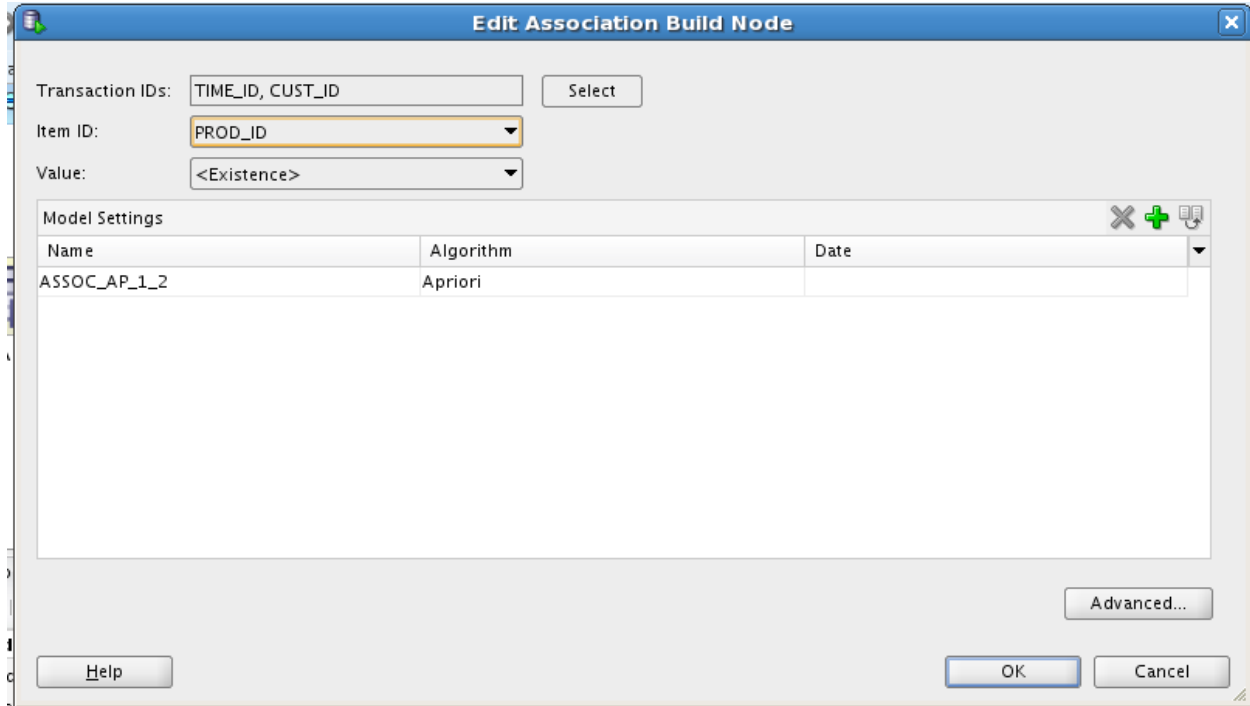 Edit Association Build Node
Transaction IDs: TIME_ID, CUST_ID Select
Item ID: PROD_ID
Value: <Existence>
Model Settings
Name Algorithm Date
ASSOC_AP_1_2 Apriori
Advanced...
Help OK Cancel